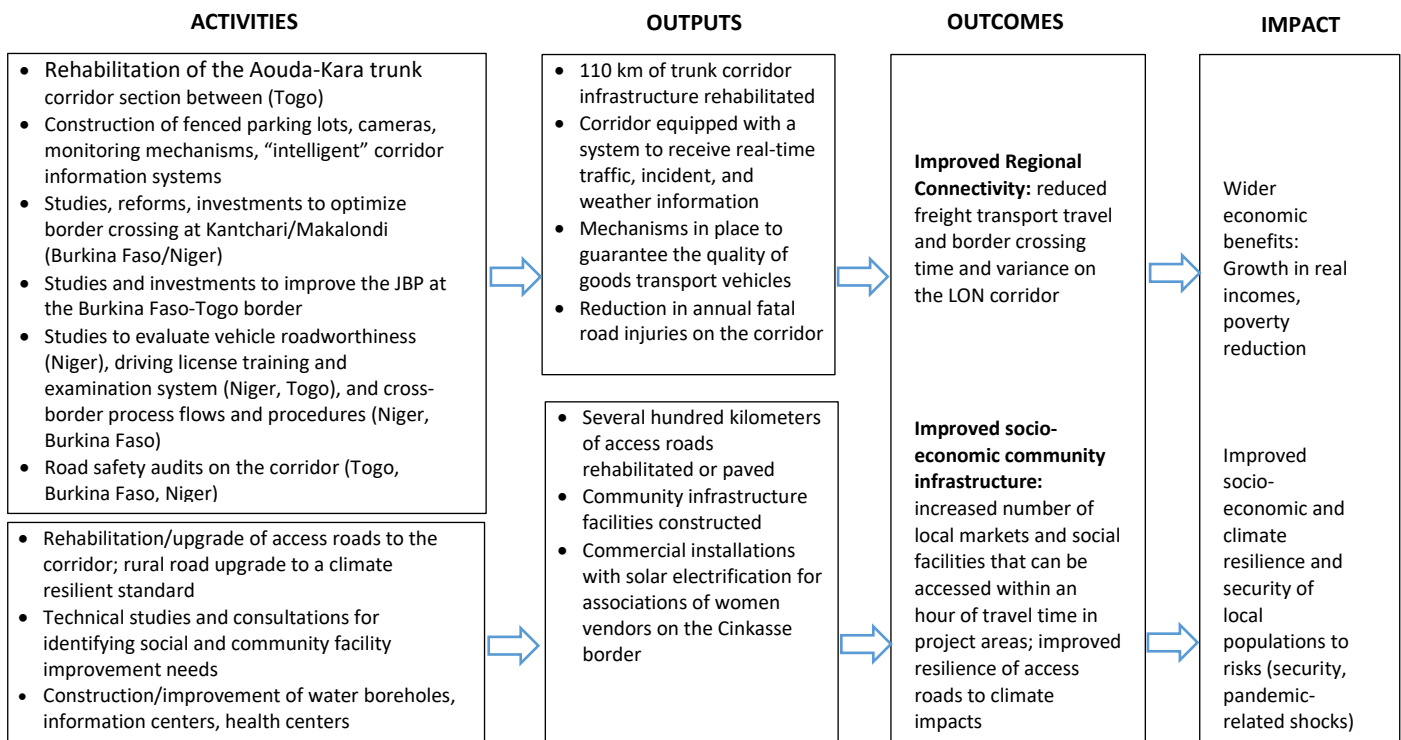 ACTIVITIES
• Rehabilitation of the Aouda-Kara trunk
corridor section between (Togo)
• Construction of fenced parking lots, cameras,
monitoring mechanisms, “intelligent” corridor
information systems
• Studies, reforms, investments to optimize
border crossing at Kantchari/Makalondi
(Burkina Faso/Niger)
• Studies and investments to improve the JBP at
the Burkina Faso-Togo border
• Studies to evaluate vehicle roadworthiness
(Niger), driving license training and
examination system (Niger, Togo), and cross-
border process flows and procedures (Niger,
Burkina Faso)
• Road safety audits on the corridor (Togo,
Burkina Faso, Niger)
• Rehabilitation/upgrade of access roads to the
corridor; rural road upgrade to a climate
resilient standard
• Technical studies and consultations for
identifying social and community facility
improvement needs
• Construction/improvement of water boreholes,
information centers, health centers
OUTPUTS
• 110 km of trunk corridor
infrastructure rehabilitated
• Corridor equipped with a
system to receive real-time
traffic, incident, and
weather information
• Mechanisms in place to
guarantee the quality of
goods transport vehicles
• Reduction in annual fatal
road injuries on the corridor
• Several hundred kilometers
of access roads
rehabilitated or paved
• Community infrastructure
facilities constructed
• Commercial installations
with solar electrification for
associations of women
vendors on the Cinkasse
border
OUTCOMES
Improved Regional
Connectivity: reduced
freight transport travel
and border crossing
time and variance on
the LON corridor
Improved socio-
economic community
infrastructure:
increased number of
local markets and social
facilities that can be
accessed within an
hour of travel time in
project areas; improved
resilience of access
roads to climate
impacts
IMPACT
Wider
economic
benefits:
Growth in real
incomes,
poverty
reduction
Improved
socio-
economic and
climate
resilience and
security of
local
populations to
risks (security,
pandemic-
related shocks)